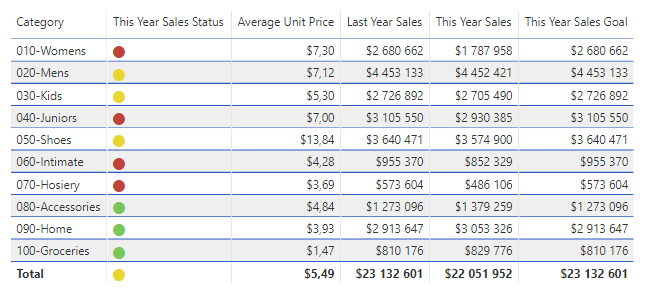 Category This Year Sales Status Average Unit Price Last Year Sales This Year Sales This Year Sales Goal
010-Womens $7,30 $2 680 662 $1 787 958 $2 680 662
020-Mens $7,12 $4 453 133 $4 452 421 $4 453 133
030-Kids $5,30 $2 726 892 $2 705 490 $2 726 892
040-Juniors $7,00 $3 105 550 $2 930 385 $3 105 550
050-Shoes $13,84 $3 640 471 $3 574 900 $3 640 471
060-Intimate $4,28 $955 370 $852 329 $955 370
070-Hosiery $3,69 $573 604 $486 106 $573 604
080-Accessories $4,84 $1 273 096 $1 379 259 $1 273 096
090-Home $3,93 $2 913 647 $3 053 326 $2 913 647
100-Groceries $1,47 $810 176 $829 776 $810 176
Total $5,49 $23 132 601 $22 051 952 $23 132 601